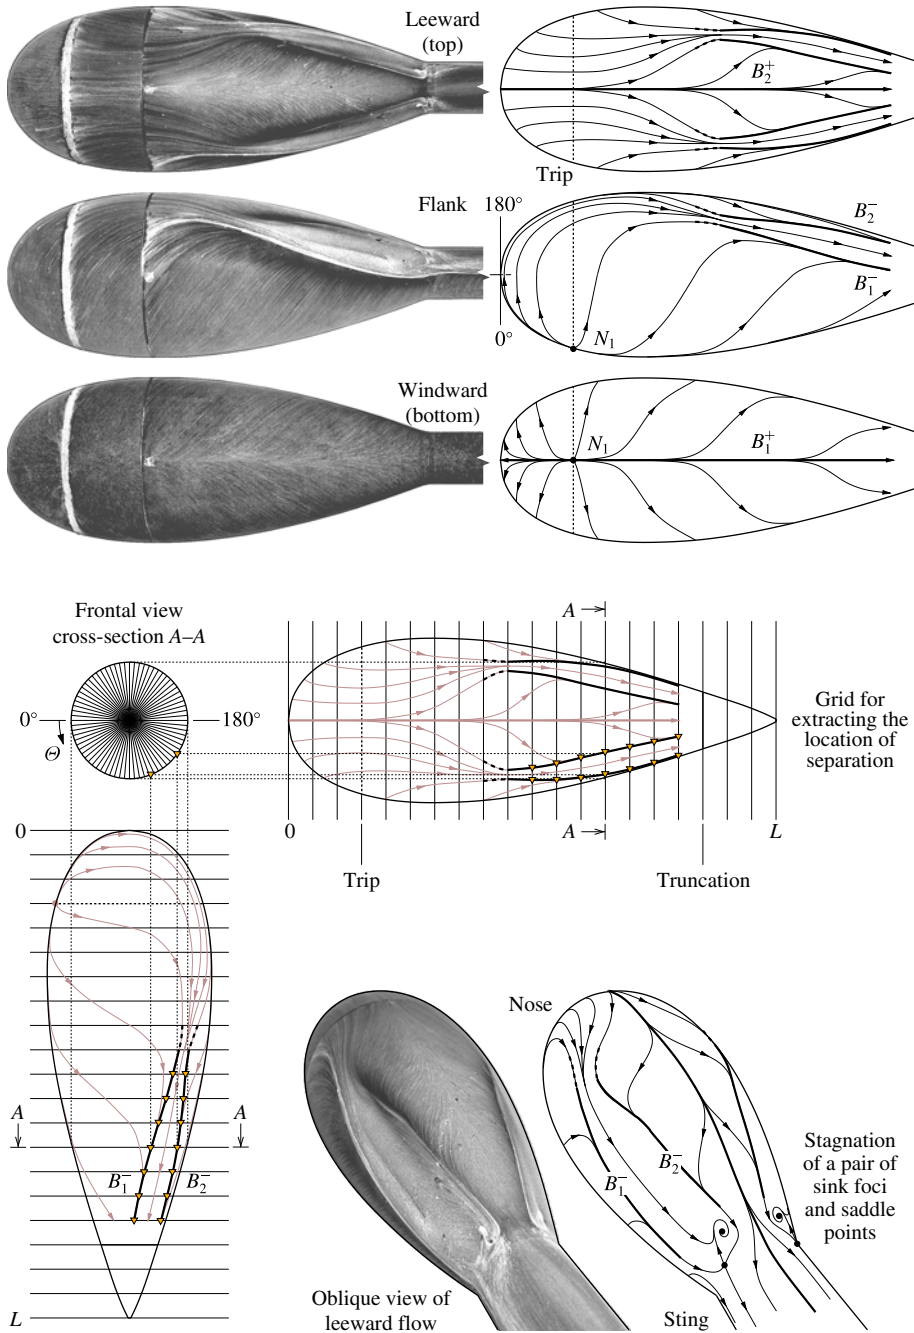 Leeward
(top)
B₂⁺
Trip
Flank
180°
0°
B₂⁻
B₁⁻
N₁
Windward
(bottom)
N₁
B₁⁺
Frontal view
cross-section A–A
0°
180°
Θ
A
A
0
L
Trip
Truncation
Grid for
extracting the
location of
separation
0
A
A
B₁⁻
B₂⁻
L
Nose
B₁⁻
B₂⁻
Stagnation
of a pair of
sink foci
and saddle
points
Oblique view of
leeward flow
Sting